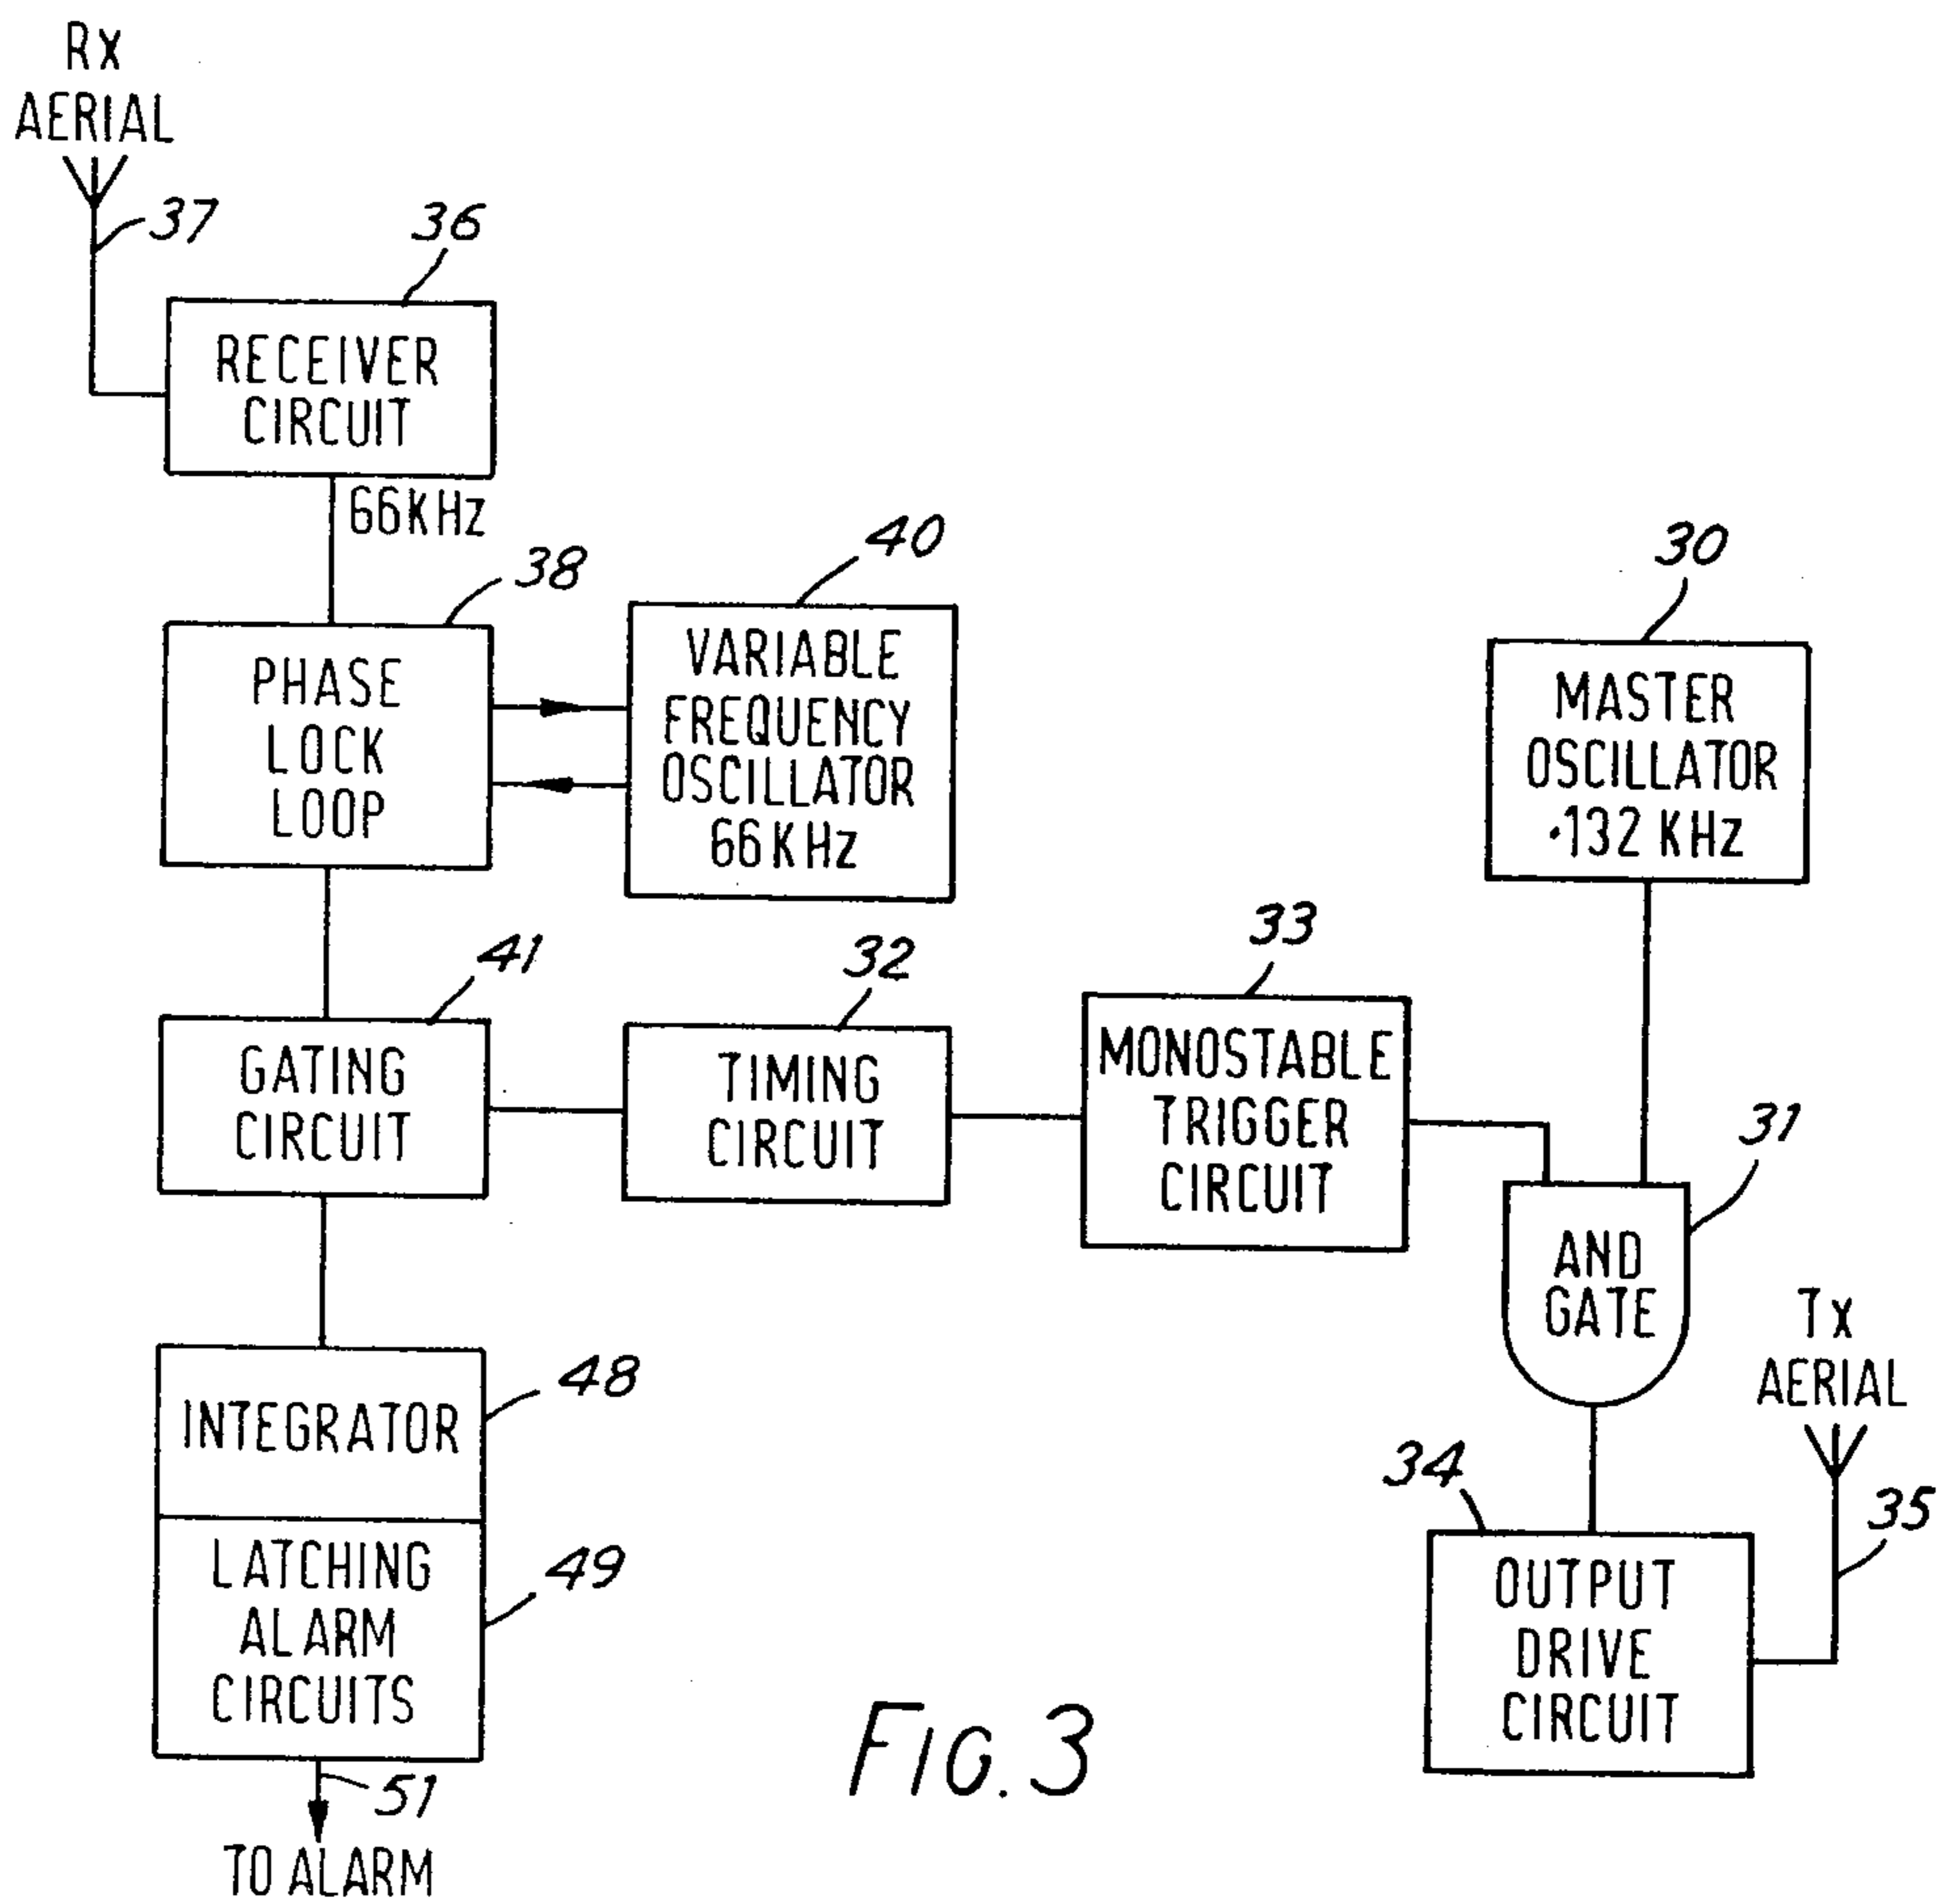 Rx
AERIAL
37
36
RECEIVER
CIRCUIT
66KHz
38
PHASE
LOCK
LOOP
40
VARIABLE
FREQUENCY
OSCILLATOR
66KHz
30
MASTER
OSCILLATOR
·132 KHz
41
GATING
CIRCUIT
32
TIMING
CIRCUIT
33
MONOSTABLE
TRIGGER
CIRCUIT
31
AND
GATE
Tx
AERIAL
35
34
OUTPUT
DRIVE
CIRCUIT
48
INTEGRATOR
49
LATCHING
ALARM
CIRCUITS
51
TO ALARM
FIG. 3